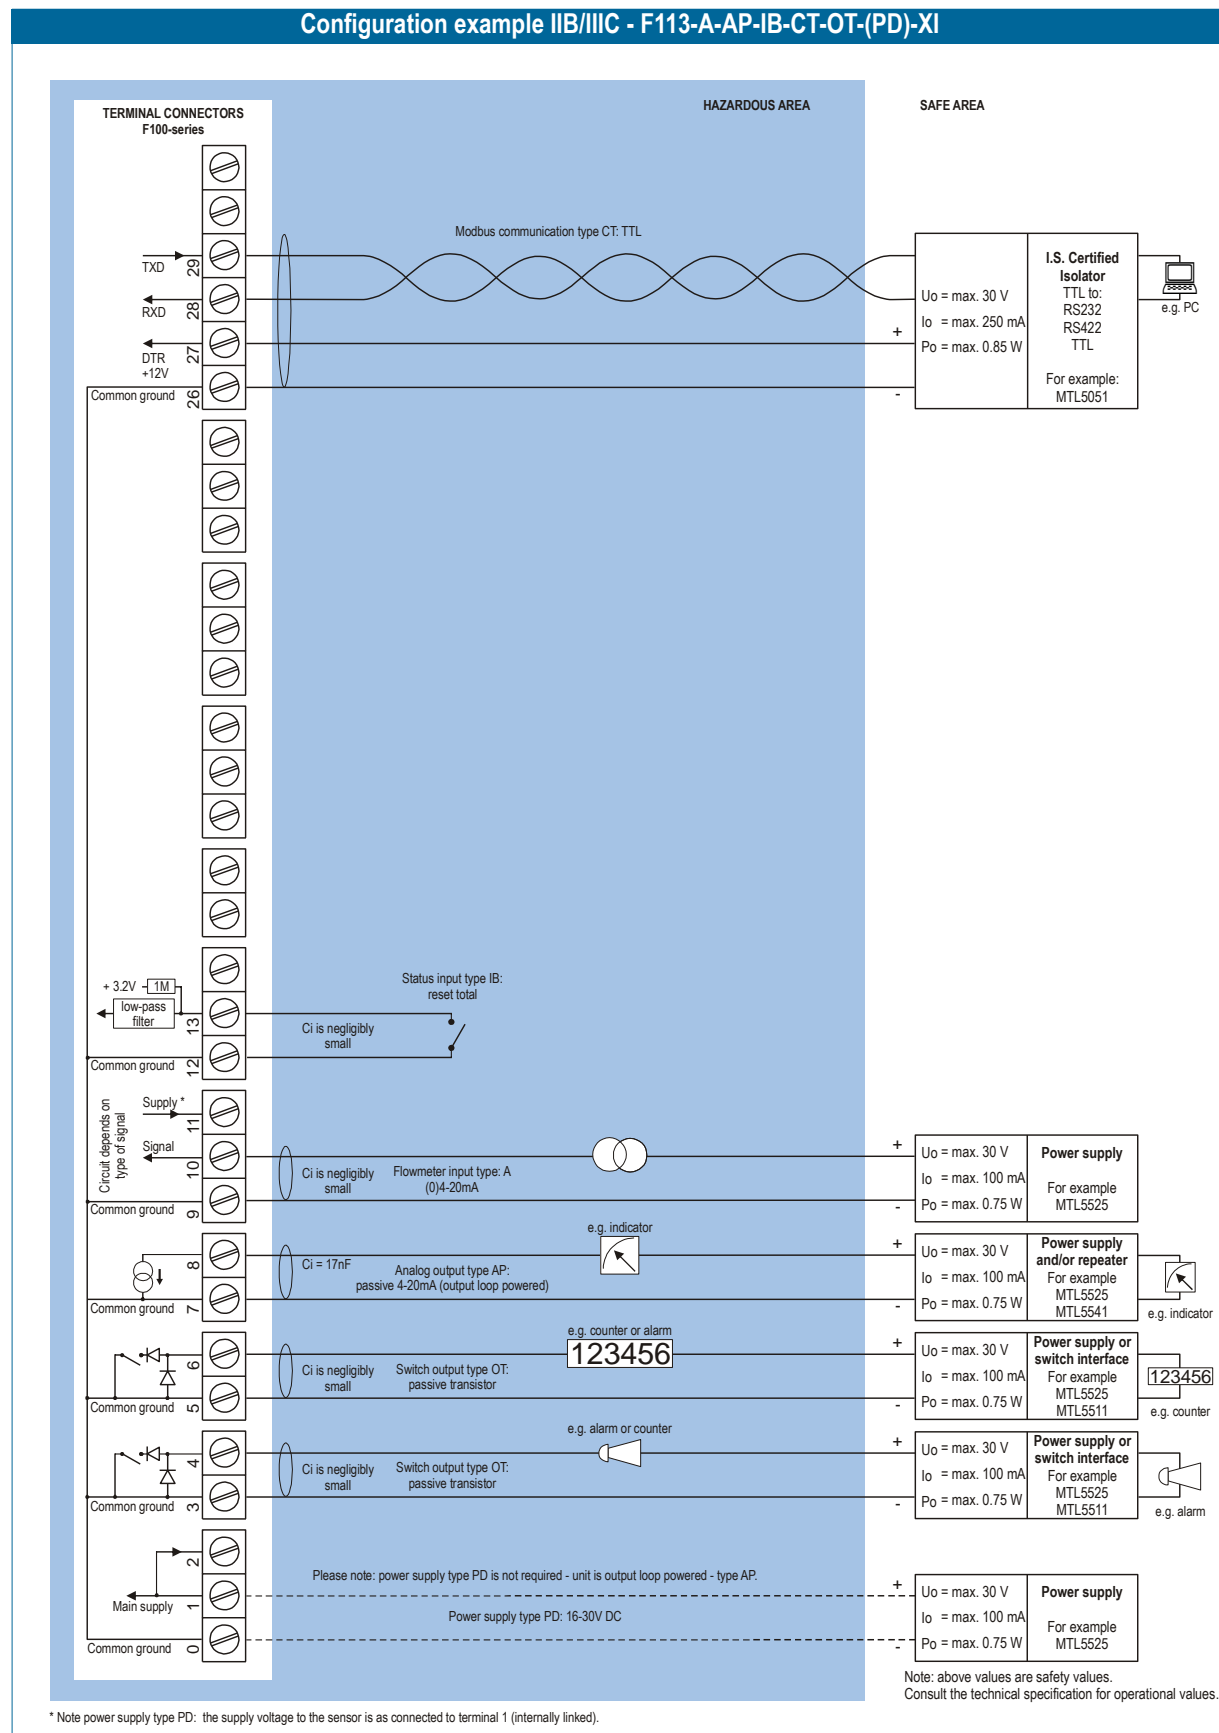 Configuration example IIB/IIIC - F113-A-AP-IB-CT-OT-(PD)-XI
TERMINAL CONNECTORS
F100-series
HAZARDOUS AREA
SAFE AREA
Modbus communication type CT: TTL
TXD
29
RXD
28
DTR
+12V
27
Common ground
26
+
-
Uo = max. 30 V
Io = max. 250 mA
Po = max. 0.85 W
I.S. Certified
Isolator
TTL to:
RS232
RS422
TTL
For example:
MTL5051
e.g. PC
+ 3.2V
1M
low-pass
filter
13
Common ground
12
Status input type IB:
reset total
Ci is negligibly
small
Circuit depends on
type of signal
Supply *
11
Signal
10
Common ground
9
Ci is negligibly
small
Flowmeter input type: A
(0)4-20mA
+
-
Uo = max. 30 V
Io = max. 100 mA
Po = max. 0.75 W
Power supply
For example
MTL5525
8
Common ground
7
Ci = 17nF
Analog output type AP:
passive 4-20mA (output loop powered)
e.g. indicator
+
-
Uo = max. 30 V
Io = max. 100 mA
Po = max. 0.75 W
Power supply
and/or repeater
For example
MTL5525
MTL5541
e.g. indicator
6
Common ground
5
Ci is negligibly
small
Switch output type OT:
passive transistor
e.g. counter or alarm
123456
+
-
Uo = max. 30 V
Io = max. 100 mA
Po = max. 0.75 W
Power supply or
switch interface
For example
MTL5525
MTL5511
123456
e.g. counter
4
Common ground
3
Ci is negligibly
small
Switch output type OT:
passive transistor
e.g. alarm or counter
+
-
Uo = max. 30 V
Io = max. 100 mA
Po = max. 0.75 W
Power supply or
switch interface
For example
MTL5525
MTL5511
e.g. alarm
2
Main supply
1
Common ground
0
Please note: power supply type PD is not required - unit is output loop powered - type AP.
Power supply type PD: 16-30V DC
+
-
Uo = max. 30 V
Io = max. 100 mA
Po = max. 0.75 W
Power supply
For example
MTL5525
Note: above values are safety values.
Consult the technical specification for operational values.
* Note power supply type PD: the supply voltage to the sensor is as connected to terminal 1 (internally linked).